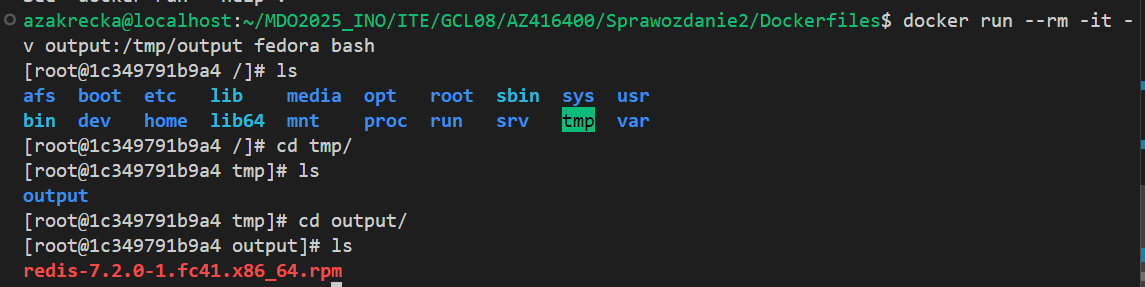 azakrecka@localhost:~/MDO2025_INO/ITE/GCL08/AZ416400/Sprawozdanie2/Dockerfiles$ docker run --rm -it -
v output:/tmp/output fedora bash
[root@1c349791b9a4 /]# ls
afs boot etc lib media opt root sbin sys usr
bin dev home lib64 mnt proc run srv tmp var
[root@1c349791b9a4 /]# cd tmp/
[root@1c349791b9a4 tmp]# ls
output
[root@1c349791b9a4 tmp]# cd output/
[root@1c349791b9a4 output]# ls
redis-7.2.0-1.fc41.x86_64.rpm